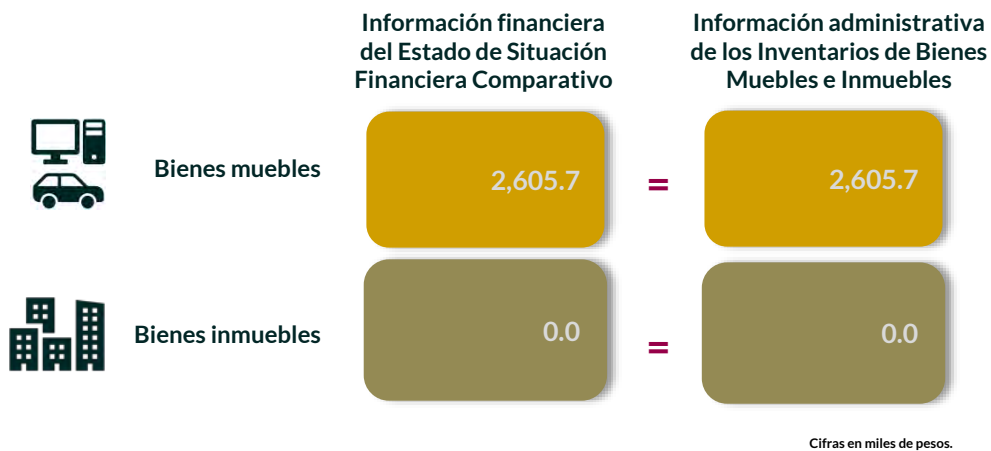 Información financiera
del Estado de Situación
Financiera Comparativo
Información administrativa
de los Inventarios de Bienes
Muebles e Inmuebles
Bienes muebles
2,605.7
=
2,605.7
Bienes inmuebles
0.0
=
0.0
Cifras en miles de pesos.